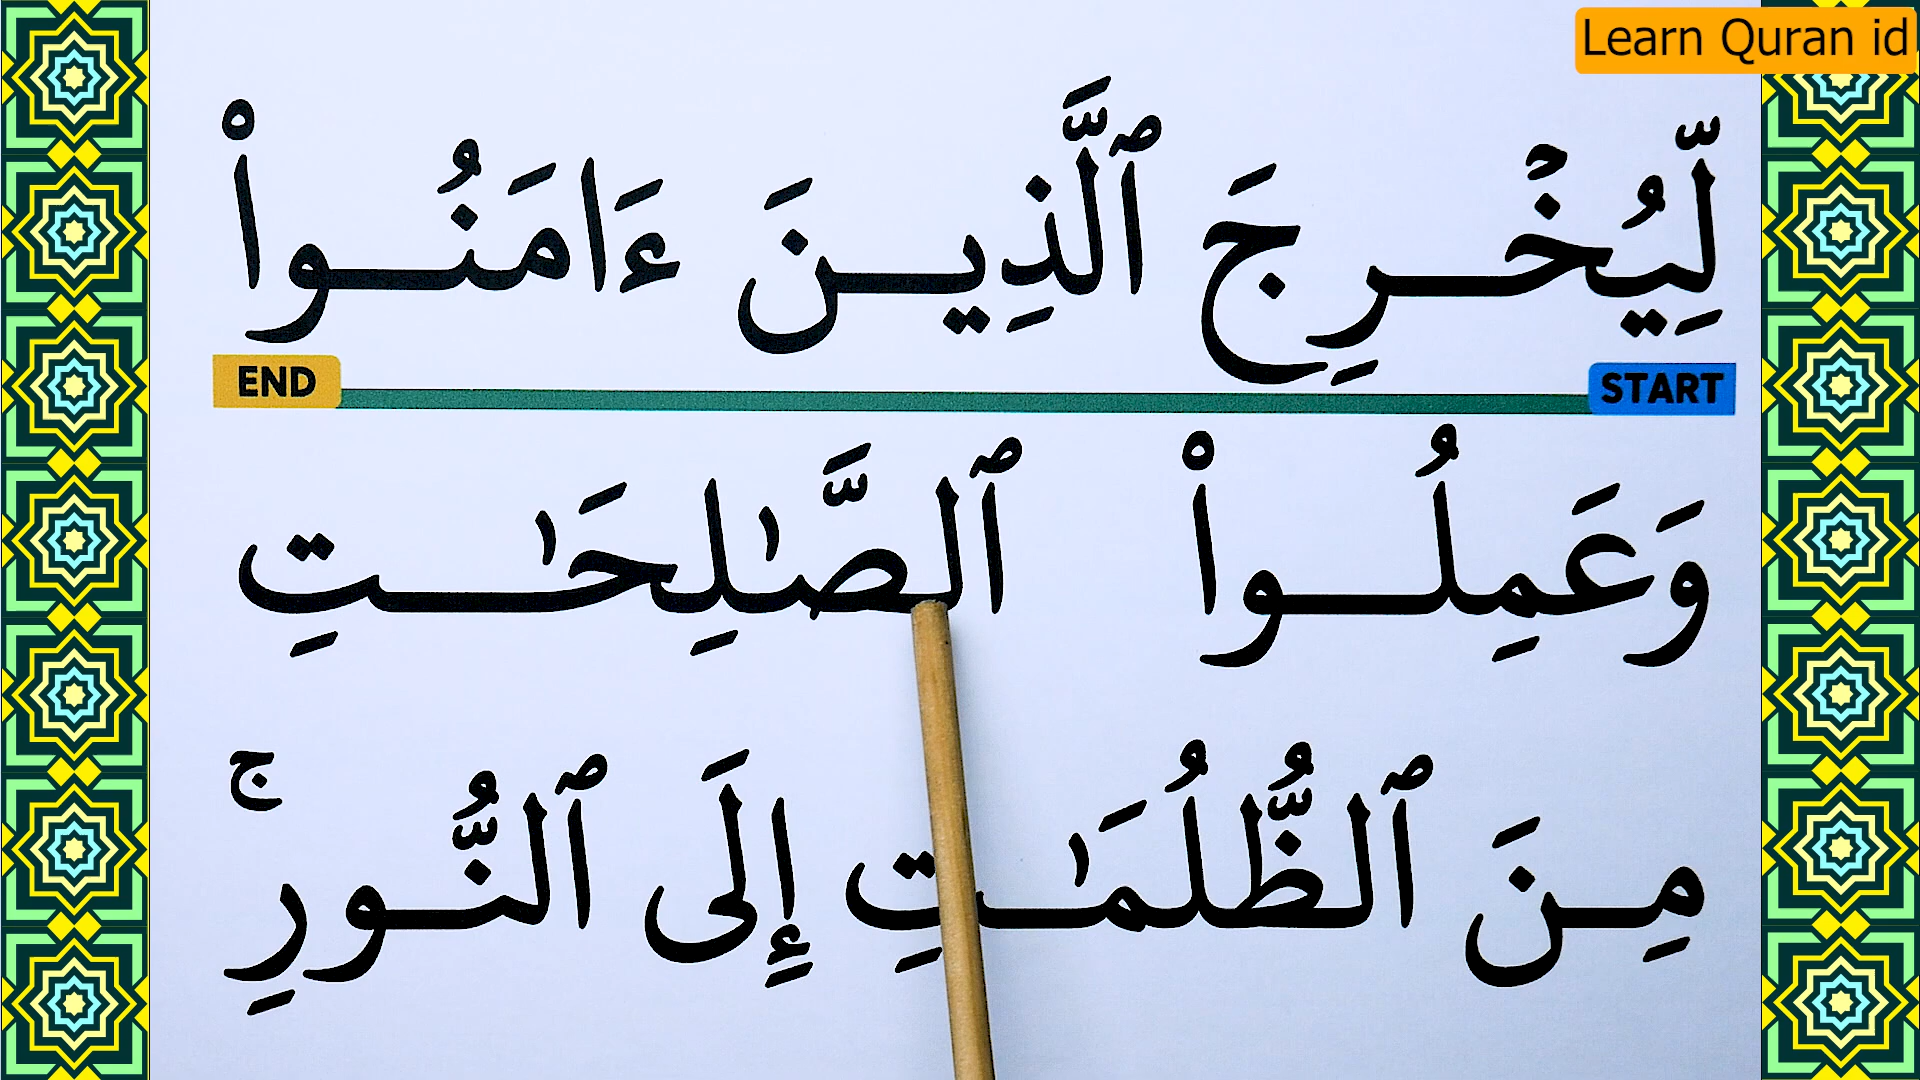 Learn Quran id
لِّيُخْرِجَ ٱلَّذِينَ ءَامَنُوا۟
END START
وَعَمِلُوا۟ ٱلصَّـٰلِحَـٰتِ
مِنَ ٱلظُّلُمَـٰتِ إِلَى ٱلنُّورِ ۚ